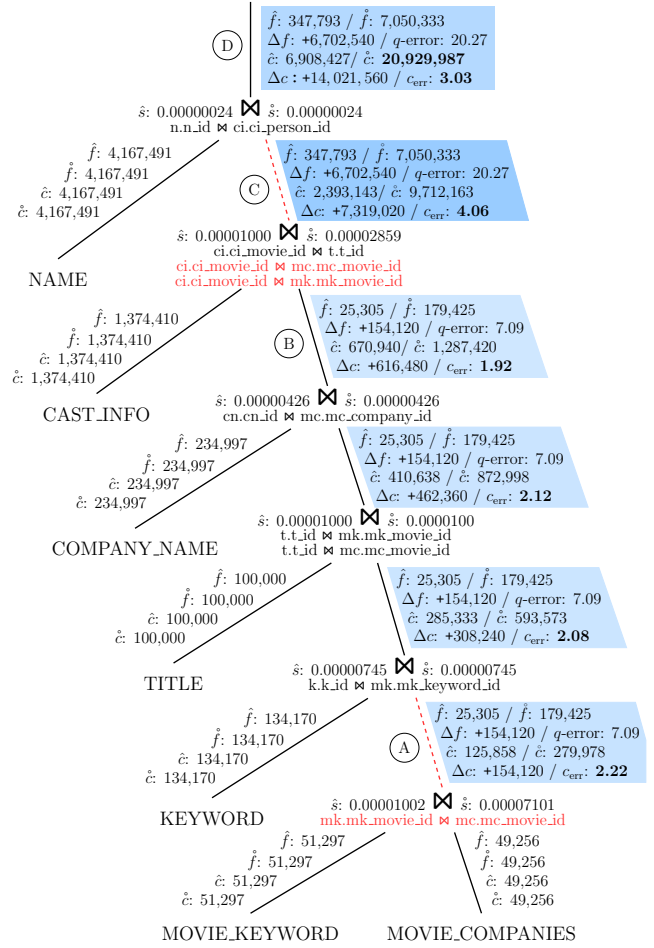 D
f̂: 347,793 / f̊: 7,050,333
Δf: +6,702,540 / q-error: 20.27
ĉ: 6,908,427/ c̊: 20,929,987
Δc : +14,021,560 / c_err: 3.03
ŝ: 0.00000024 ⋈ s̊: 0.00000024
n.n_id ⋈ ci.ci_person_id
f̂: 4,167,491
f̊: 4,167,491
ĉ: 4,167,491
c̊: 4,167,491
NAME
C
f̂: 347,793 / f̊: 7,050,333
Δf: +6,702,540 / q-error: 20.27
ĉ: 2,393,143/ c̊: 9,712,163
Δc: +7,319,020 / c_err: 4.06
ŝ: 0.00001000 ⋈ s̊: 0.00002859
ci.ci_movie_id ⋈ t.t_id
ci.ci_movie_id ⋈ mc.mc_movie_id
ci.ci_movie_id ⋈ mk.mk_movie_id
f̂: 1,374,410
f̊: 1,374,410
ĉ: 1,374,410
c̊: 1,374,410
CAST_INFO
B
f̂: 25,305 / f̊: 179,425
Δf: +154,120 / q-error: 7.09
ĉ: 670,940/ c̊: 1,287,420
Δc: +616,480 / c_err: 1.92
ŝ: 0.00000426 ⋈ s̊: 0.00000426
cn.cn_id ⋈ mc.mc_company_id
f̂: 234,997
f̊: 234,997
ĉ: 234,997
c̊: 234,997
COMPANY_NAME
f̂: 25,305 / f̊: 179,425
Δf: +154,120 / q-error: 7.09
ĉ: 410,638 / c̊: 872,998
Δc: +462,360 / c_err: 2.12
ŝ: 0.00001000 ⋈ s̊: 0.0000100
t.t_id ⋈ mk.mk_movie_id
t.t_id ⋈ mc.mc_movie_id
f̂: 100,000
f̊: 100,000
ĉ: 100,000
c̊: 100,000
TITLE
f̂: 25,305 / f̊: 179,425
Δf: +154,120 / q-error: 7.09
ĉ: 285,333 / c̊: 593,573
Δc: +308,240 / c_err: 2.08
ŝ: 0.00000745 ⋈ s̊: 0.00000745
k.k_id ⋈ mk.mk_keyword_id
f̂: 134,170
f̊: 134,170
ĉ: 134,170
c̊: 134,170
KEYWORD
A
f̂: 25,305 / f̊: 179,425
Δf: +154,120 / q-error: 7.09
ĉ: 125,858 / c̊: 279,978
Δc: +154,120 / c_err: 2.22
ŝ: 0.00001002 ⋈ s̊: 0.00007101
mk.mk_movie_id ⋈ mc.mc_movie_id
f̂: 51,297
f̊: 51,297
ĉ: 51,297
c̊: 51,297
MOVIE_KEYWORD
f̂: 49,256
f̊: 49,256
ĉ: 49,256
c̊: 49,256
MOVIE_COMPANIES